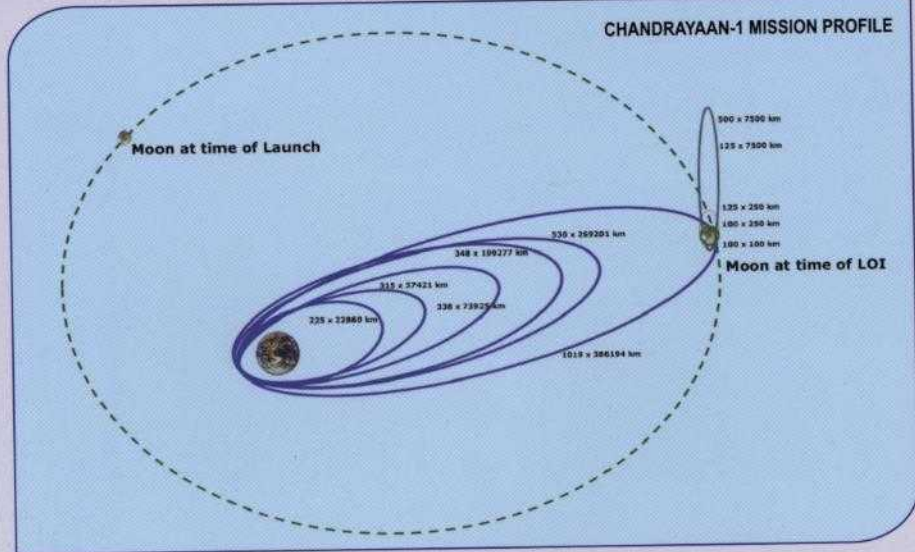 CHANDRAYAAN-1 MISSION PROFILE
500 x 7500 km
Moon at time of Launch
125 x 7500 km
125 x 250 km
100 x 250 km
530 x 269201 km
100 x 100 km
348 x 199277 km
Moon at time of LOI
315 x 37421 km
336 x 73925 km
225 x 22860 km
1019 x 386194 km